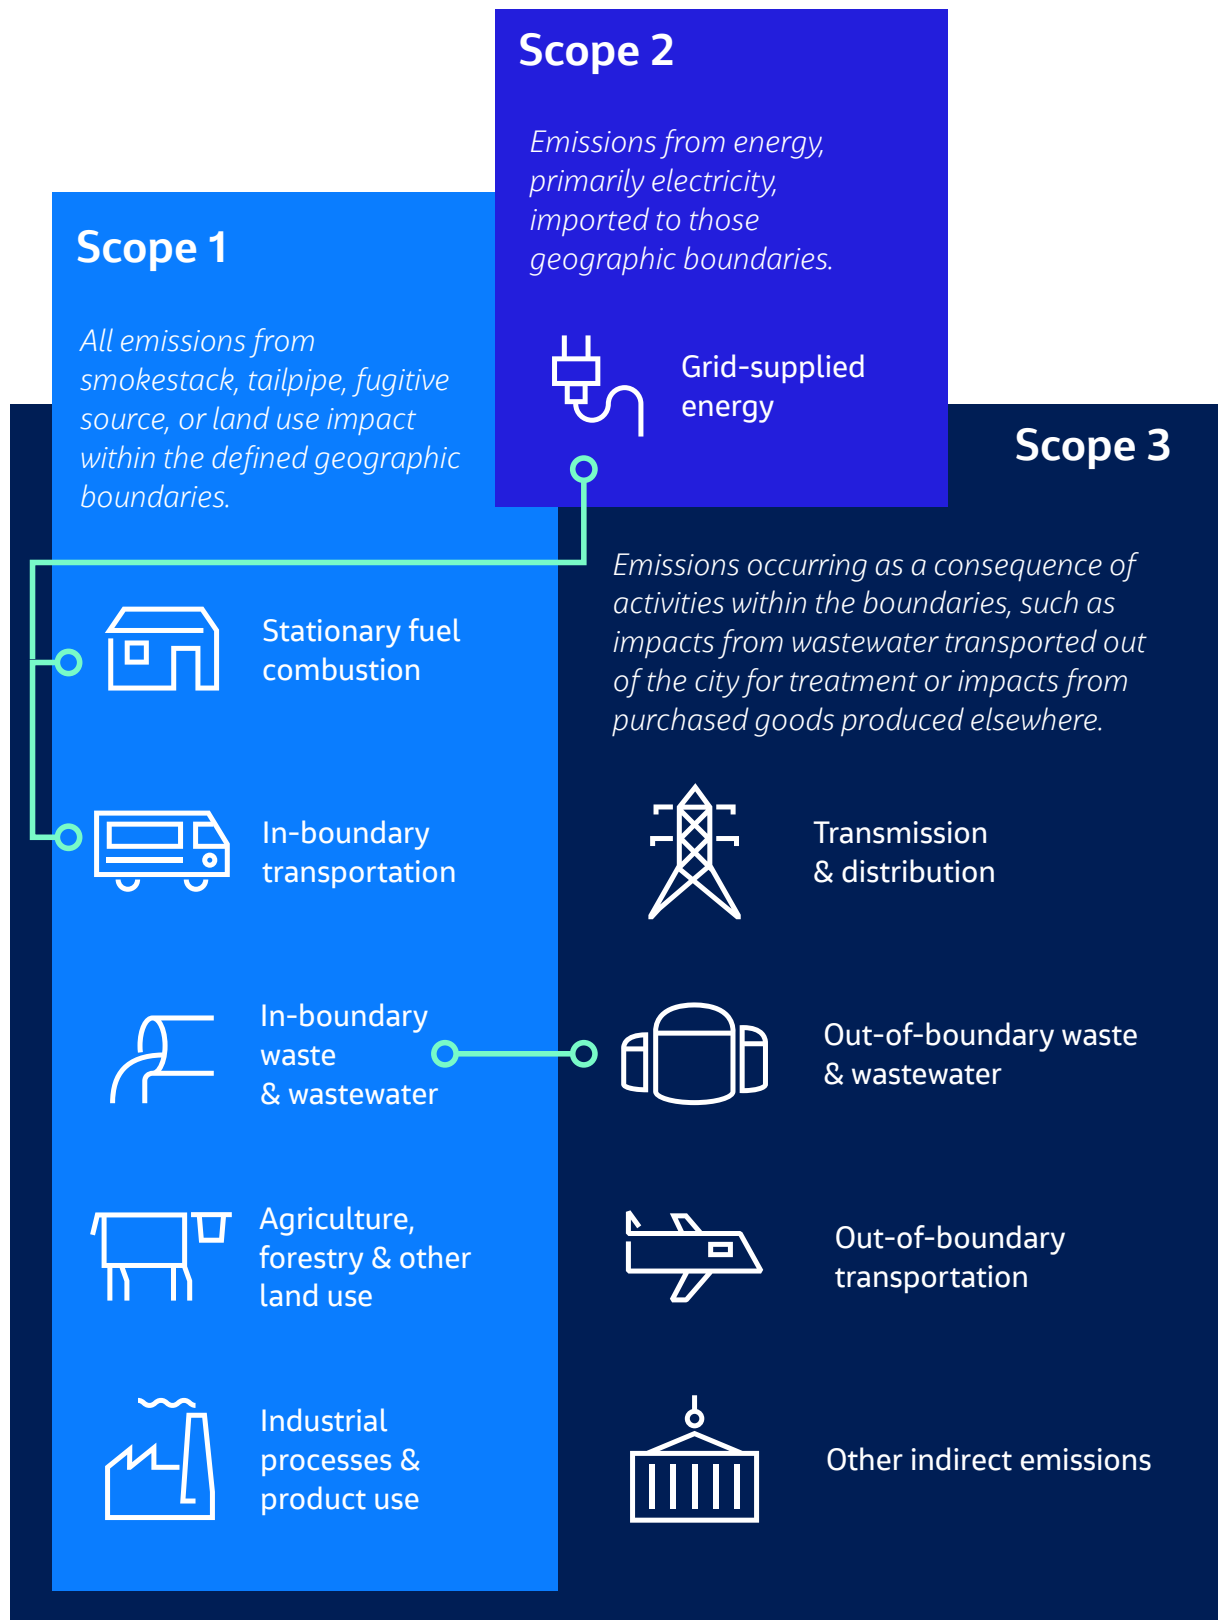 Scope 2
Emissions from energy,
primarily electricity,
imported to those
geographic boundaries.
Grid-supplied
energy
Scope 1
All emissions from
smokestack, tailpipe, fugitive
source, or land use impact
within the defined geographic
boundaries.
Stationary fuel
combustion
In-boundary
transportation
In-boundary
waste
& wastewater
Agriculture,
forestry & other
land use
Industrial
processes &
product use
Scope 3
Emissions occurring as a consequence of
activities within the boundaries, such as
impacts from wastewater transported out
of the city for treatment or impacts from
purchased goods produced elsewhere.
Transmission
& distribution
Out-of-boundary waste
& wastewater
Out-of-boundary
transportation
Other indirect emissions